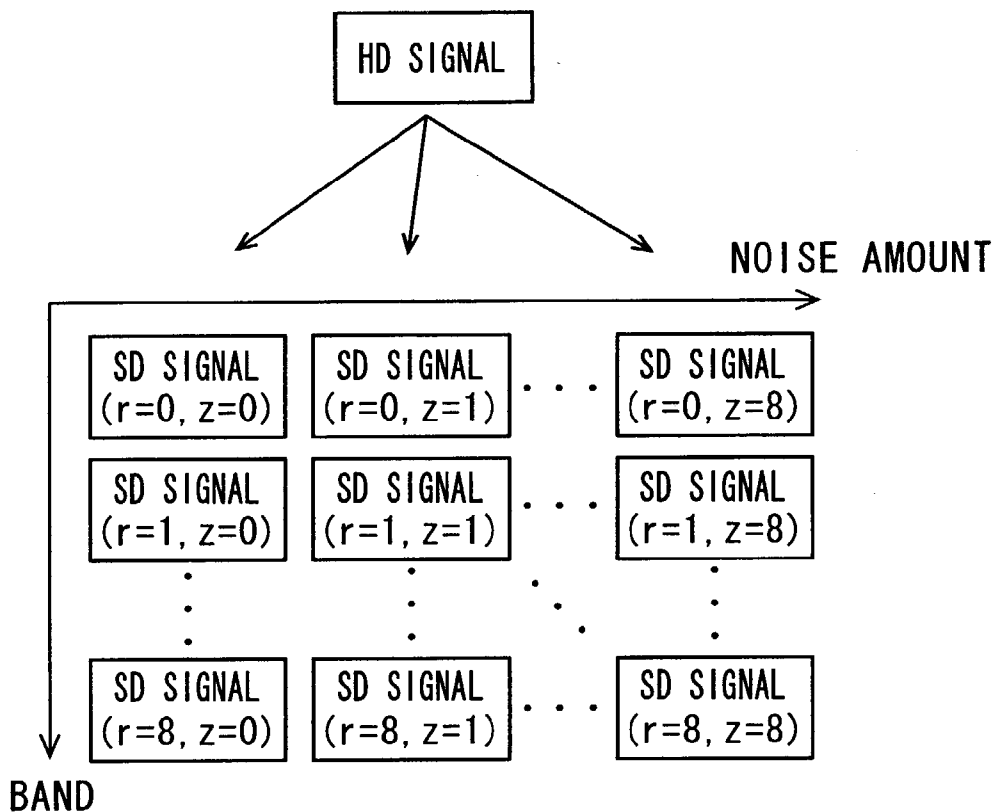 HD SIGNAL
NOISE AMOUNT
SD SIGNAL
(r=0, z=0)
SD SIGNAL
(r=0, z=1)
SD SIGNAL
(r=0, z=8)
SD SIGNAL
(r=1, z=0)
SD SIGNAL
(r=1, z=1)
SD SIGNAL
(r=1, z=8)
SD SIGNAL
(r=8, z=0)
SD SIGNAL
(r=8, z=1)
SD SIGNAL
(r=8, z=8)
BAND